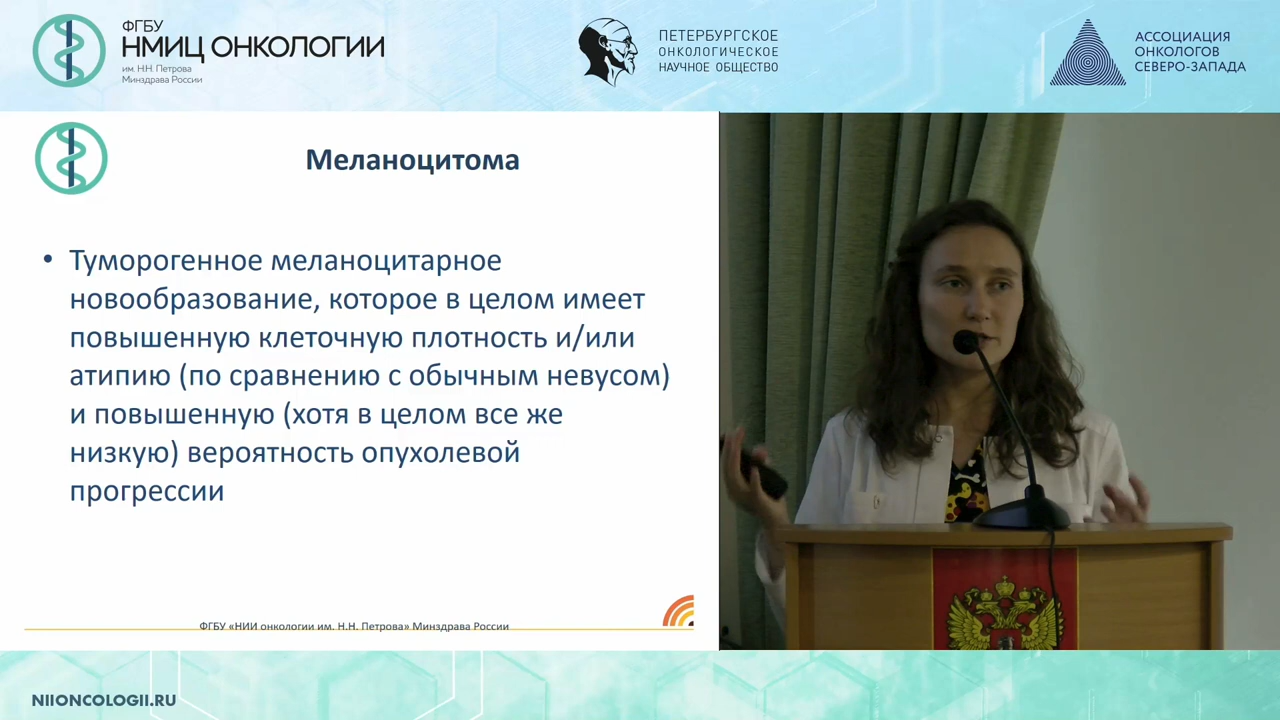 ФГБУ
НМИЦ ОНКОЛОГИИ
им. Н.Н. Петрова
Минздрава России
ПЕТЕРБУРГСКОЕ
ОНКОЛОГИЧЕСКОЕ
НАУЧНОЕ ОБЩЕСТВО
АССОЦИАЦИЯ
ОНКОЛОГОВ
СЕВЕРО-ЗАПАДА
Меланоцитома
• Туморогенное меланоцитарное
новообразование, которое в целом имеет
повышенную клеточную плотность и/или
атипию (по сравнению с обычным невусом)
и повышенную (хотя в целом все же
низкую) вероятность опухолевой
прогрессии
ФГБУ «НИИ онкологии им. Н.Н. Петрова» Минздрава России
NIIONCOLOGII.RU